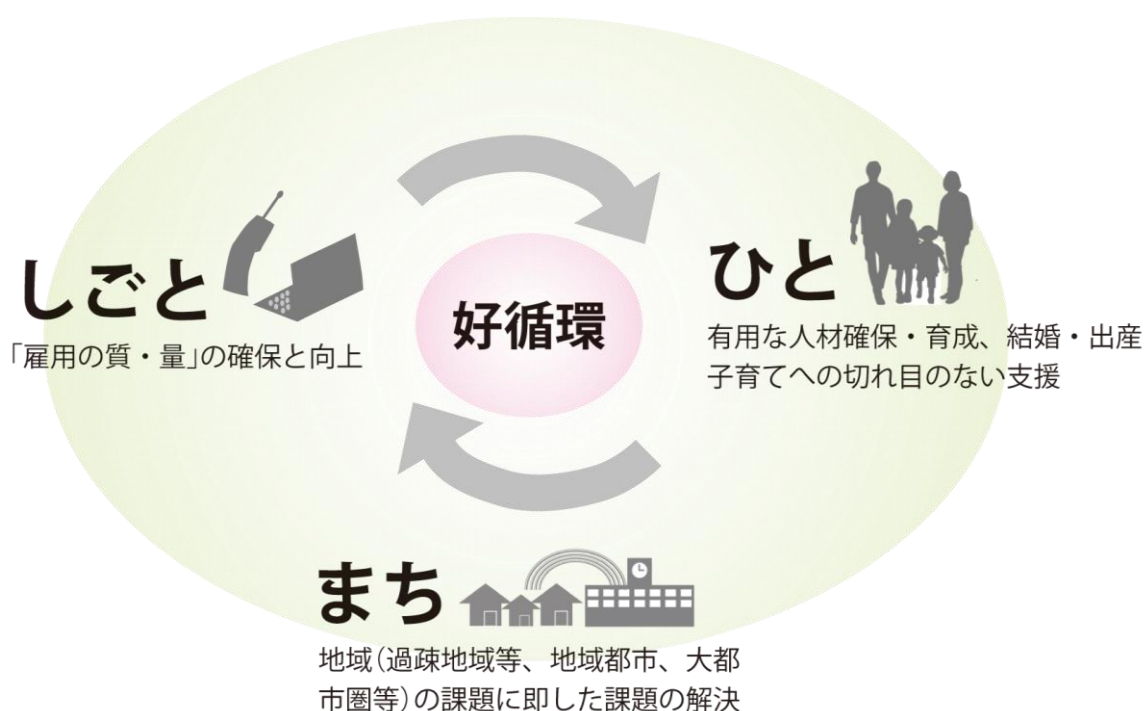 しごと
「雇用の質・量」の確保と向上
好循環
ひと
有用な人材確保・育成、結婚・出産
子育てへの切れ目のない支援
まち
地域(過疎地域等、地域都市、大都
市圏等)の課題に即した課題の解決